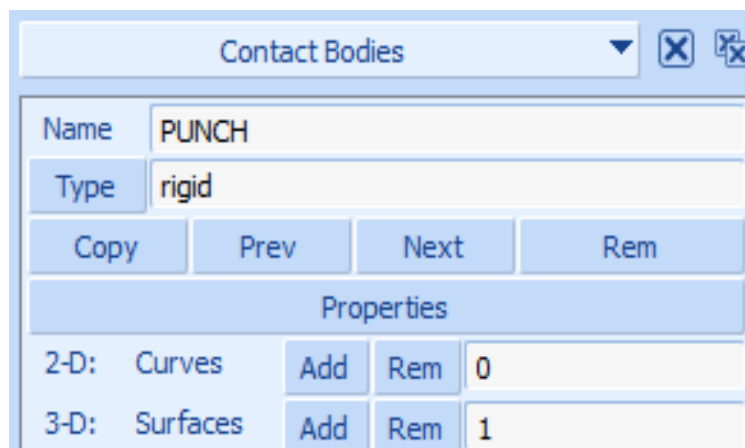 Contact Bodies
Name PUNCH
Type rigid
Copy Prev Next Rem
Properties
2-D: Curves Add Rem 0
3-D: Surfaces Add Rem 1